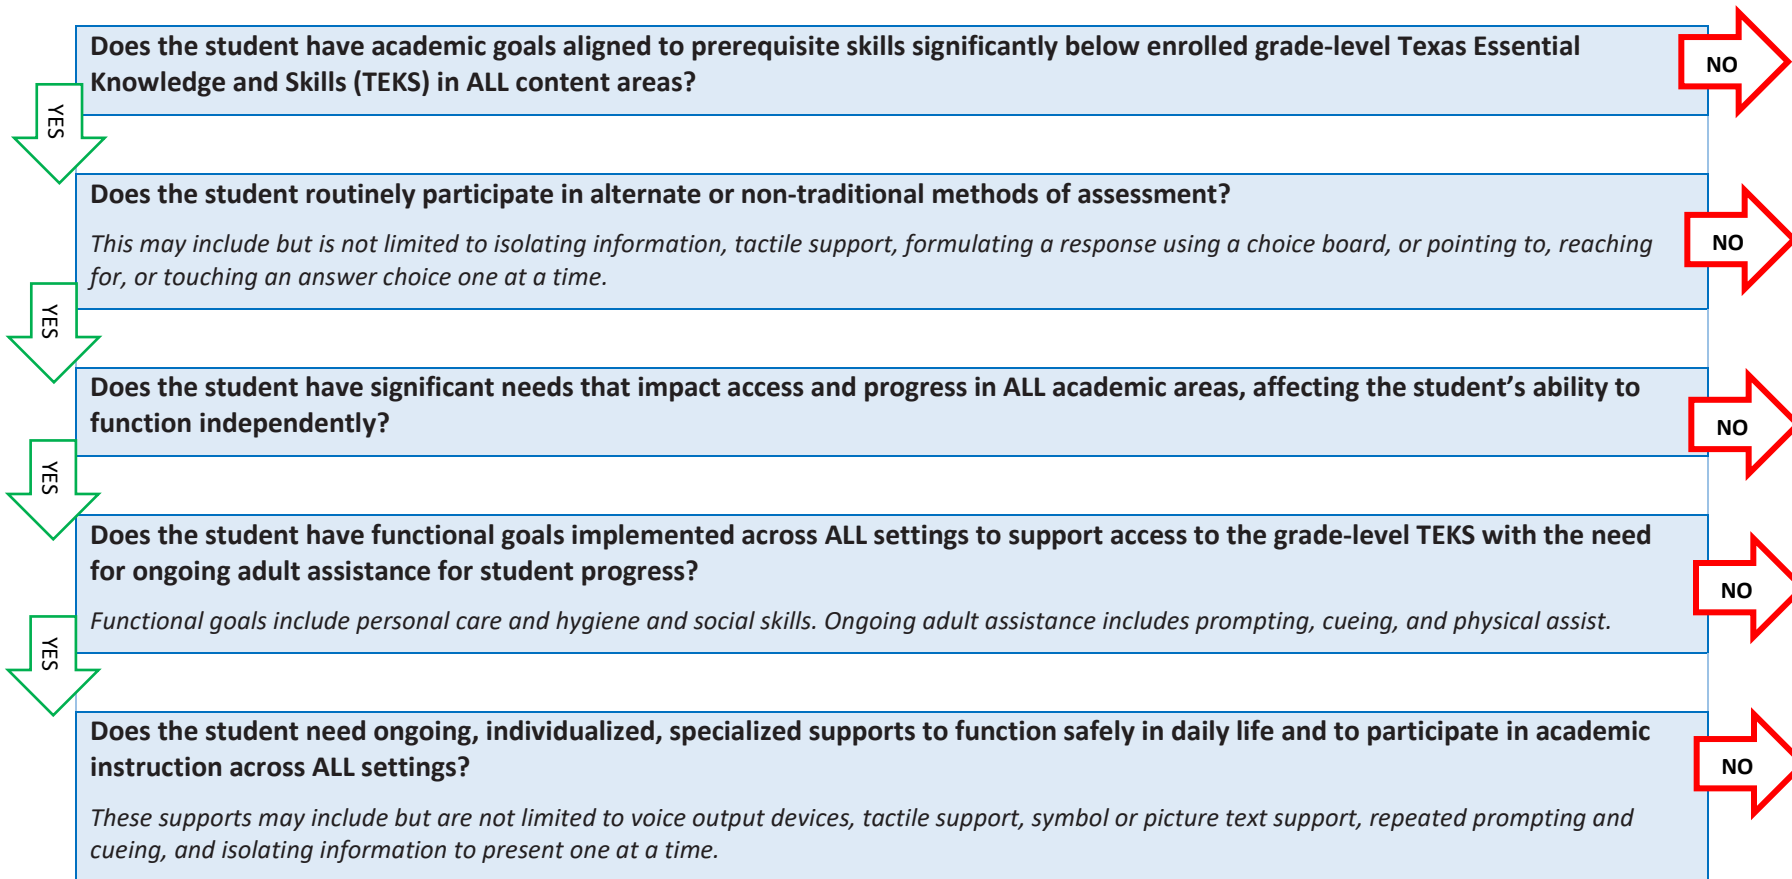 Does the student have academic goals aligned to prerequisite skills significantly below enrolled grade-level Texas Essential
Knowledge and Skills (TEKS) in ALL content areas?
NO
YES
Does the student routinely participate in alternate or non-traditional methods of assessment?
This may include but is not limited to isolating information, tactile support, formulating a response using a choice board, or pointing to, reaching
for, or touching an answer choice one at a time.
NO
YES
Does the student have significant needs that impact access and progress in ALL academic areas, affecting the student’s ability to
function independently?
NO
YES
Does the student have functional goals implemented across ALL settings to support access to the grade-level TEKS with the need
for ongoing adult assistance for student progress?
Functional goals include personal care and hygiene and social skills. Ongoing adult assistance includes prompting, cueing, and physical assist.
NO
YES
Does the student need ongoing, individualized, specialized supports to function safely in daily life and to participate in academic
instruction across ALL settings?
These supports may include but are not limited to voice output devices, tactile support, symbol or picture text support, repeated prompting and
cueing, and isolating information to present one at a time.
NO